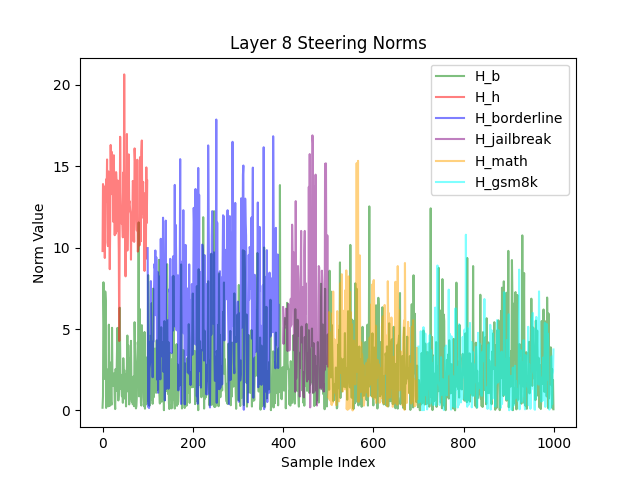 Layer 8 Steering Norms
H_b
H_h
H_borderline
H_jailbreak
H_math
H_gsm8k
Norm Value
20
15
10
5
0
0 200 400 600 800 1000
Sample Index